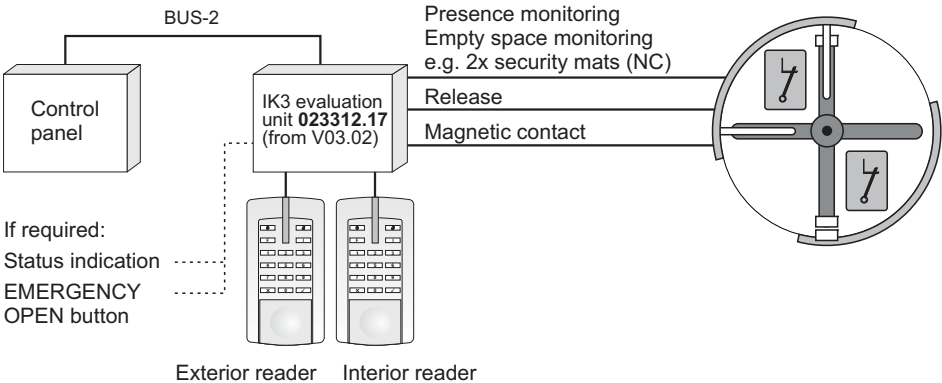 BUS-2
Presence monitoring
Empty space monitoring
e.g. 2x security mats (NC)
Control
panel
IK3 evaluation
unit 023312.17
(from V03.02)
Release
Magnetic contact
If required:
Status indication
EMERGENCY
OPEN button
Exterior reader
Interior reader